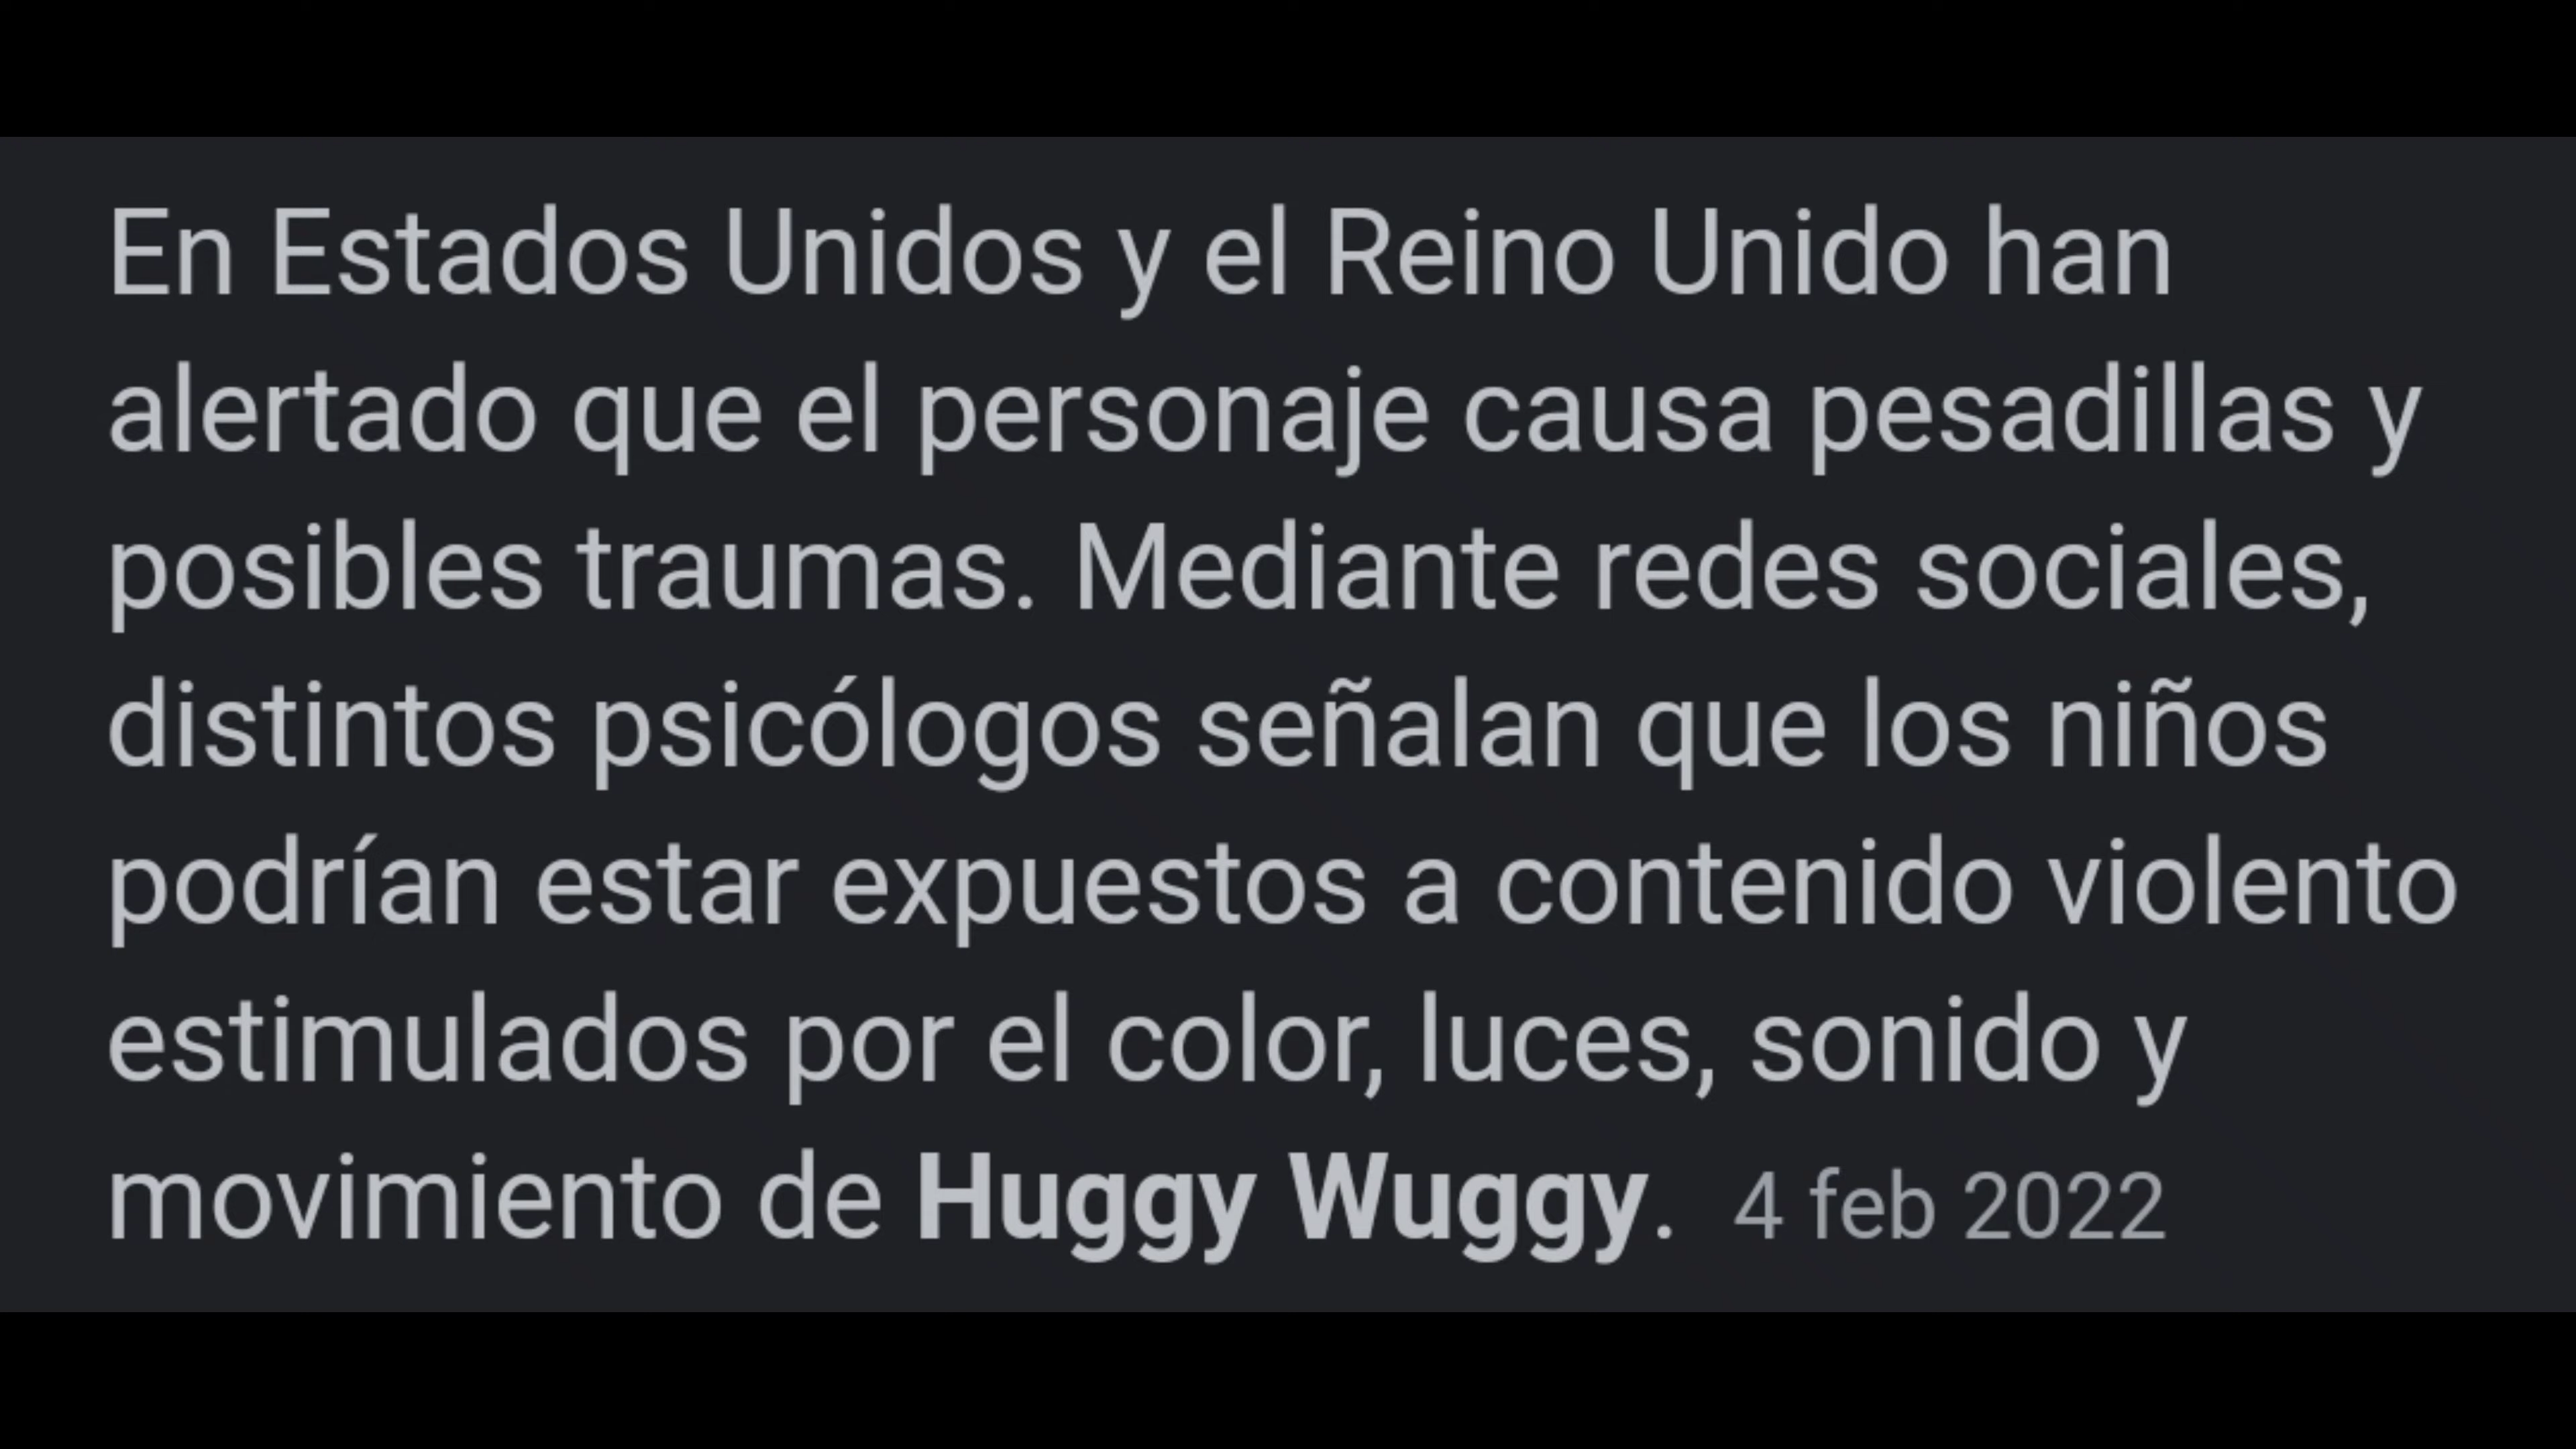 En Estados Unidos y el Reino Unido han
alertado que el personaje causa pesadillas y
posibles traumas. Mediante redes sociales,
distintos psicólogos señalan que los niños
podrían estar expuestos a contenido violento
estimulados por el color, luces, sonido y
movimiento de Huggy Wuggy. 4 feb 2022